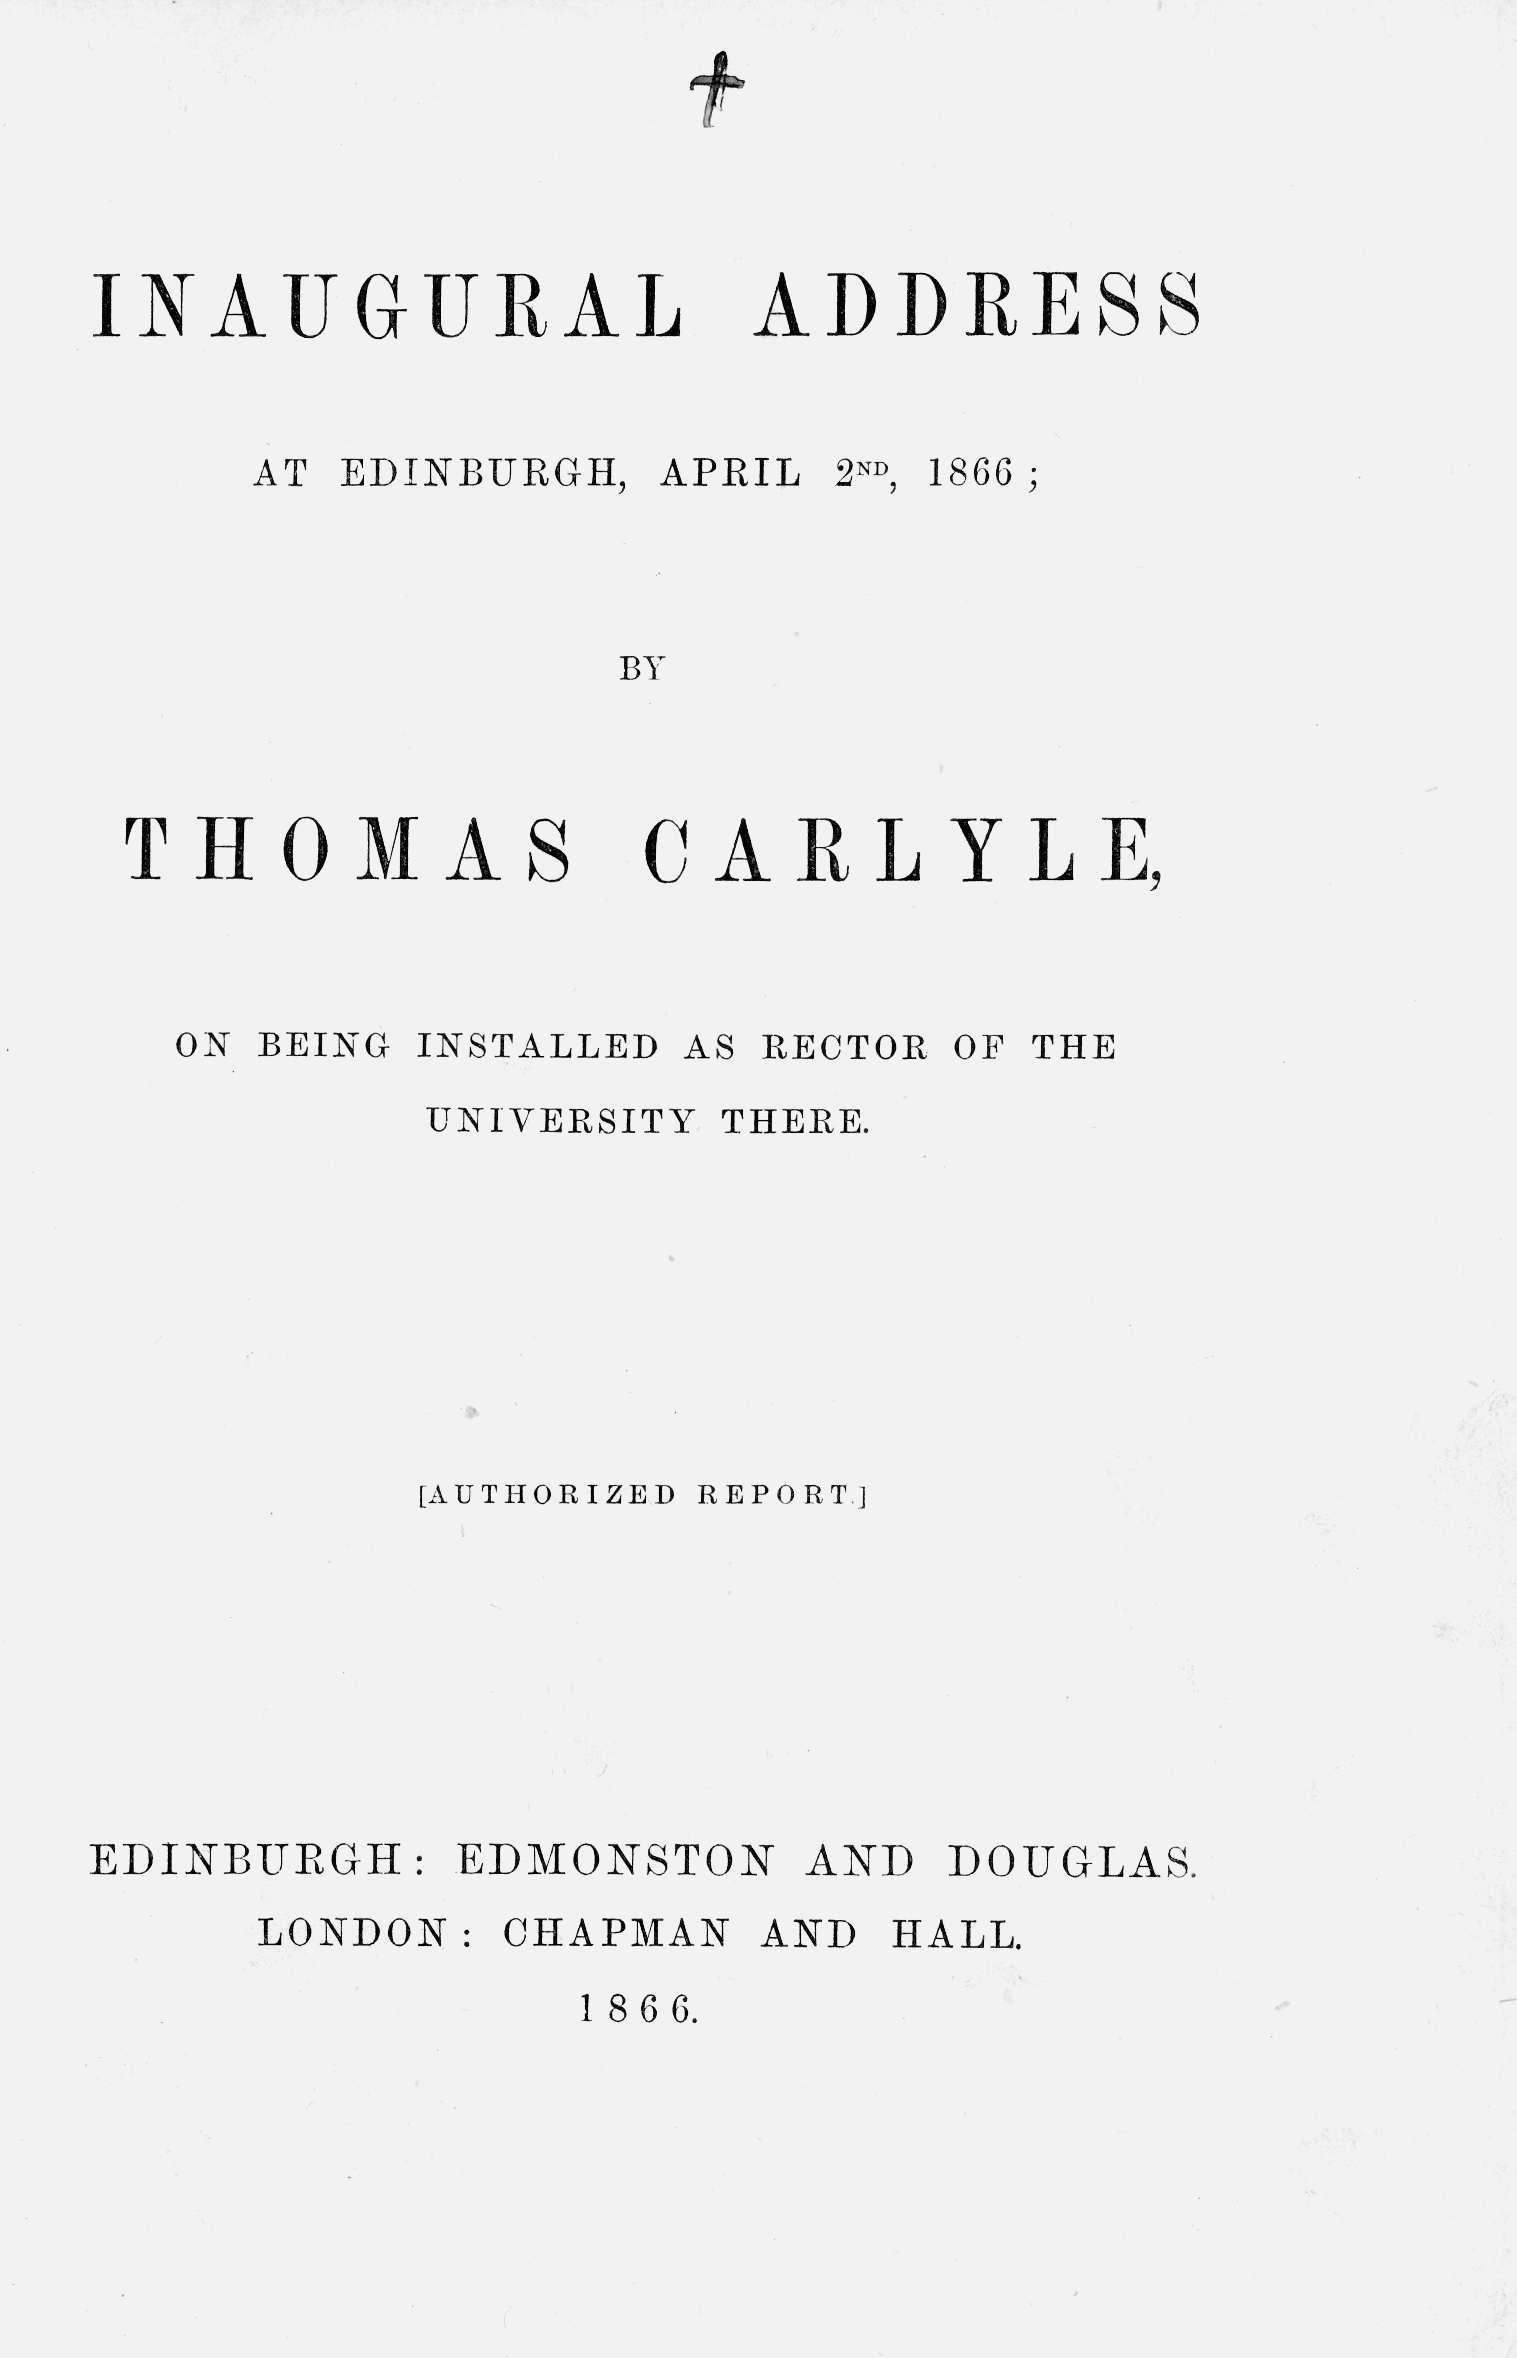 INAUGURAL ADDRESS
AT EDINBURGH, APRIL 2ND, 1866 ;
BY
THOMAS CARLYLE,
ON BEING INSTALLED AS RECTOR OF THE
UNIVERSITY THERE.
[AUTHORIZED REPORT.]
EDINBURGH: EDMONSTON AND DOUGLAS.
LONDON: CHAPMAN AND HALL.
1866.